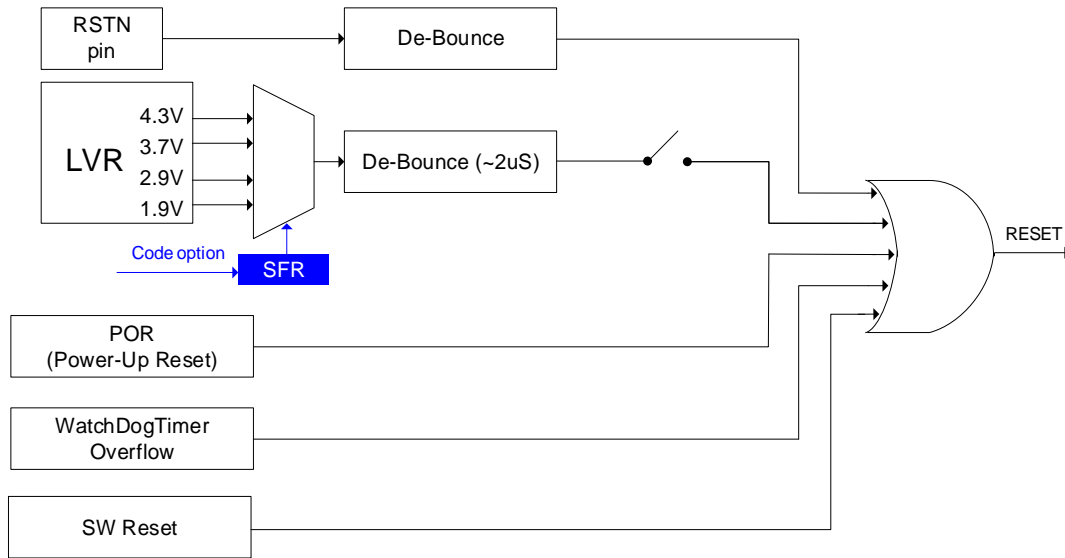 RSTN
pin
De-Bounce
LVR
4.3V
3.7V
2.9V
1.9V
De-Bounce (~2uS)
Code option
SFR
RESET
POR
(Power-Up Reset)
WatchDogTimer
Overflow
SW Reset